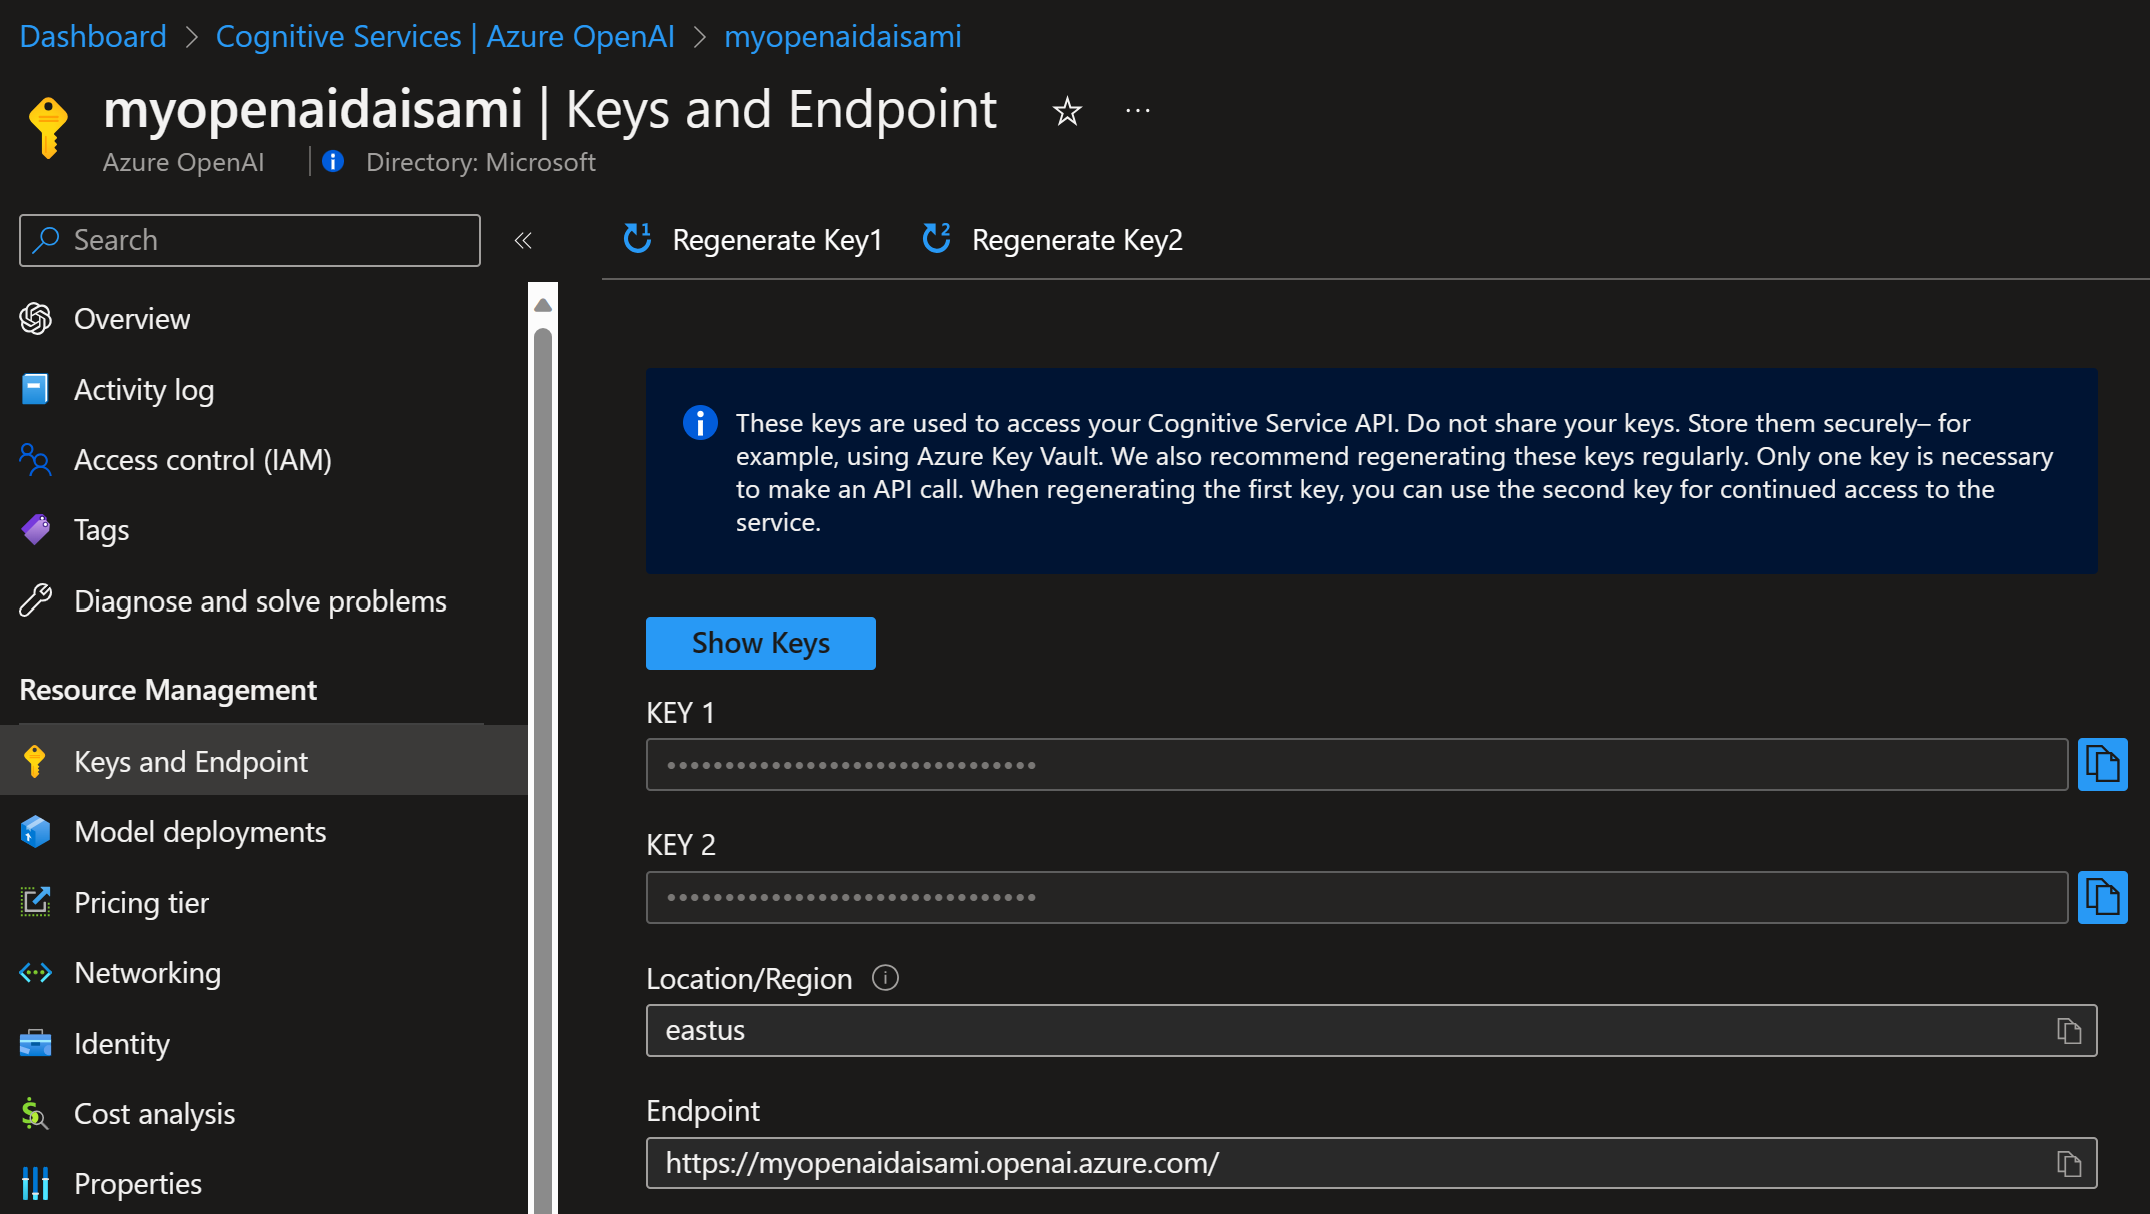 Dashboard > Cognitive Services | Azure OpenAI > myopenaidaisami
myopenaidaisami | Keys and Endpoint
Azure OpenAI | Directory: Microsoft
Search
Overview
Activity log
Access control (IAM)
Tags
Diagnose and solve problems
Resource Management
Keys and Endpoint
Model deployments
Pricing tier
Networking
Identity
Cost analysis
Properties
1 Regenerate Key1 2 Regenerate Key2
These keys are used to access your Cognitive Service API. Do not share your keys. Store them securely– for
example, using Azure Key Vault. We also recommend regenerating these keys regularly. Only one key is necessary
to make an API call. When regenerating the first key, you can use the second key for continued access to the
service.
Show Keys
KEY 1
••••••••••••••••••••••••••••••••
KEY 2
••••••••••••••••••••••••••••••••
Location/Region
eastus
Endpoint
https://myopenaidaisami.openai.azure.com/